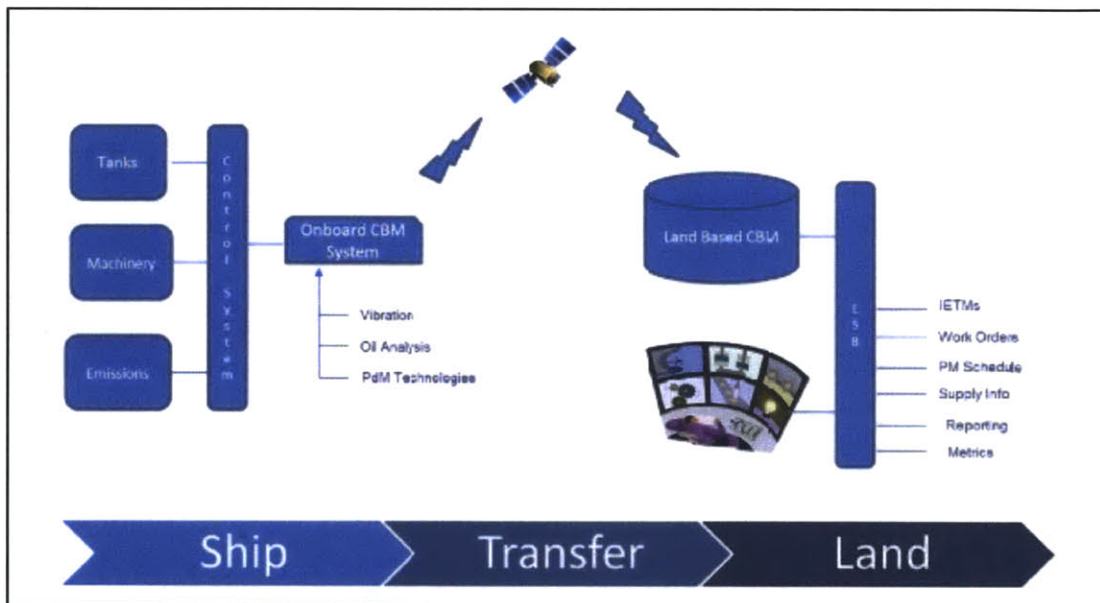 Tanks
Machinery
Emissions
Control System
Onboard CBM
System
Vibration
Oil Analysis
PdM Technologies
Land Based CBM
ESB
IETMs
Work Orders
PM Schedule
Supply Info
Reporting
Metrics
Ship
Transfer
Land